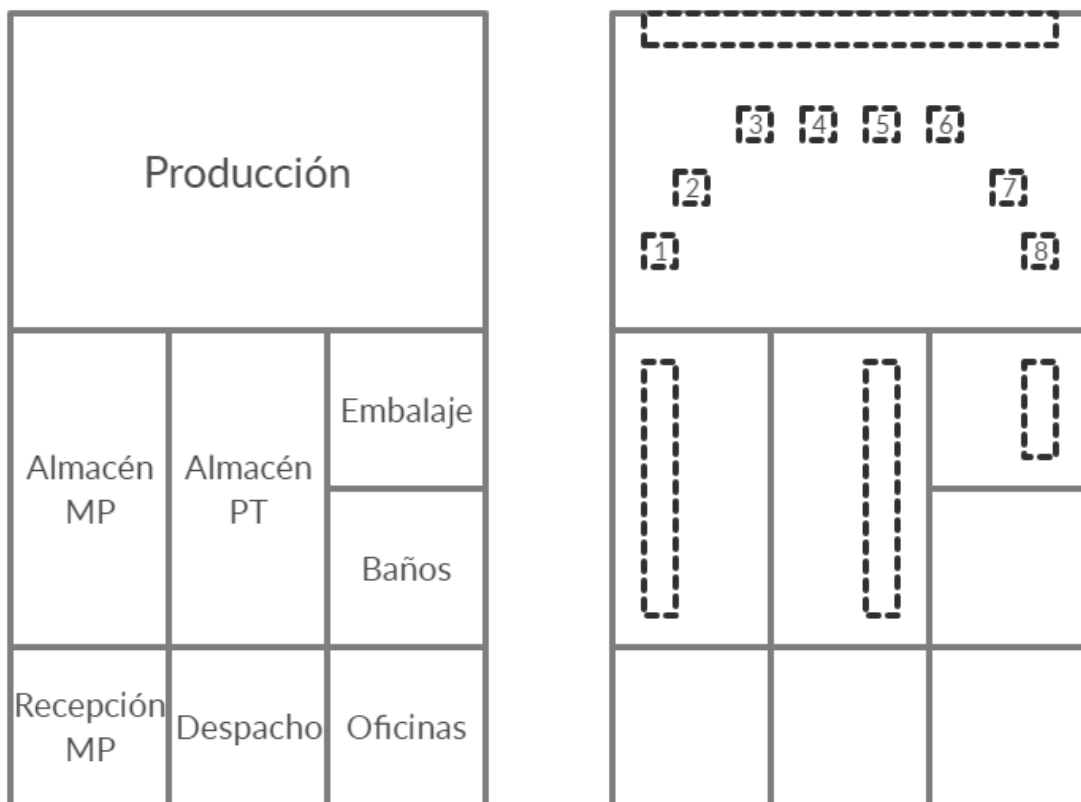 Producción
3 4 5 6
2 7
1 8
Embalaje
Almacén
MP
Almacén
PT
Baños
Recepción
MP
Despacho
Oficinas